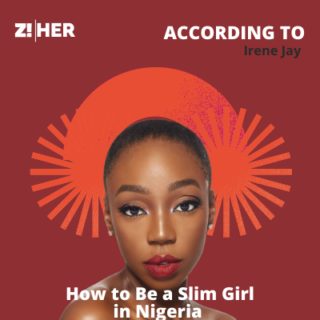 Z!|HER
ACCORDING TO
Irene Jay
How to Be a Slim Girl
in Nigeria